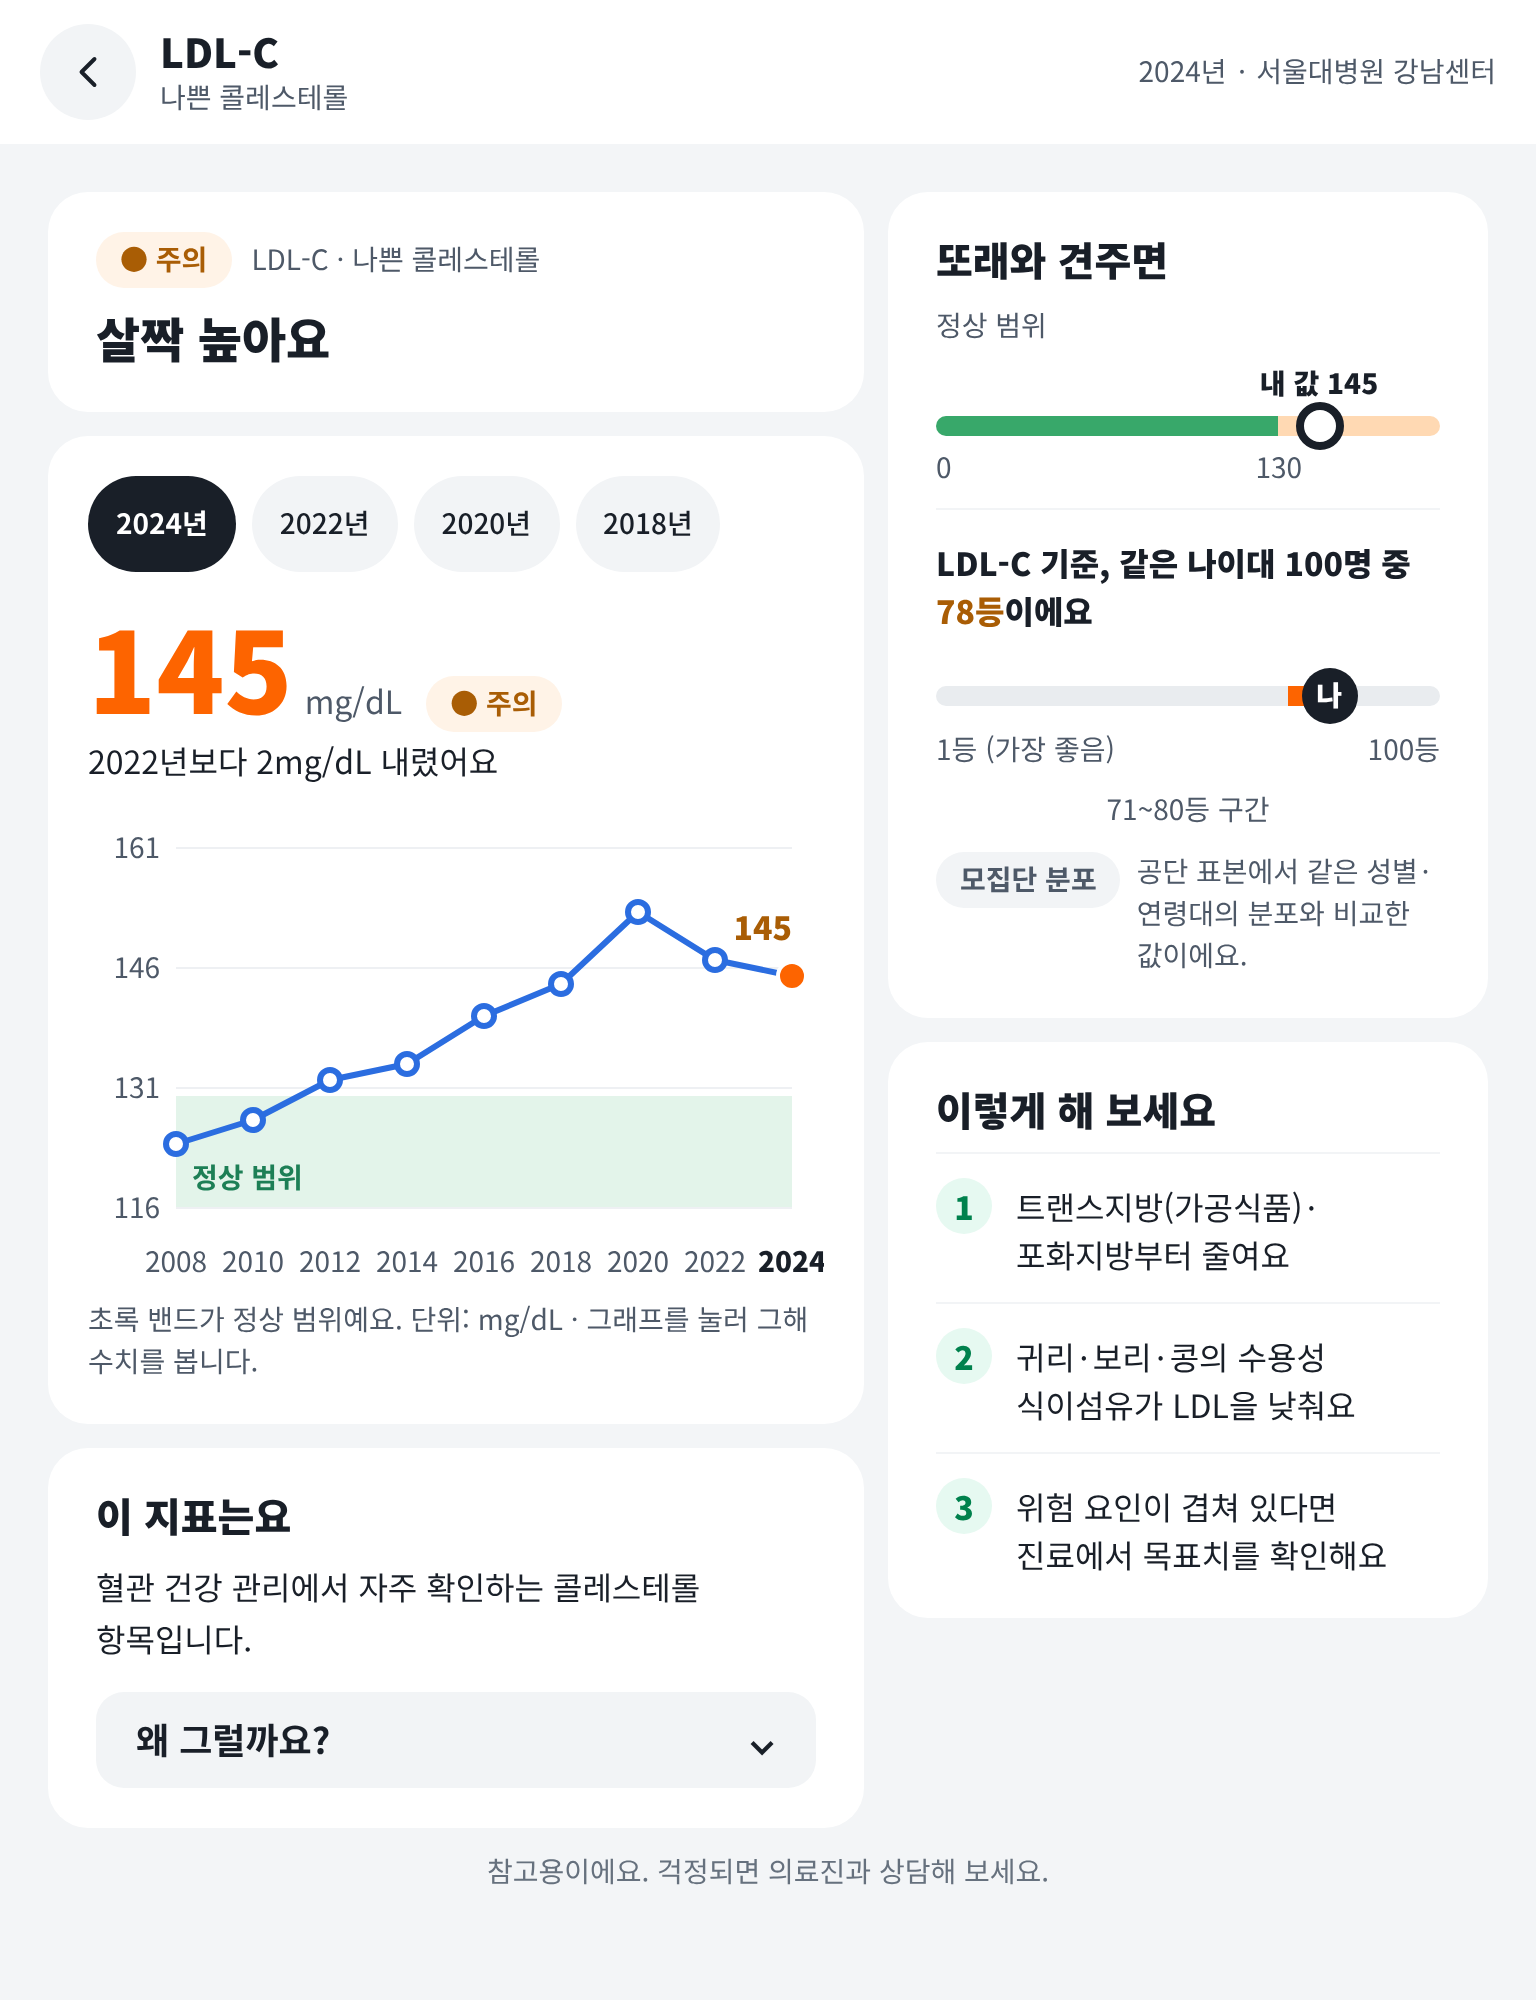 LDL-C
나쁜 콜레스테롤
2024년 · 서울대병원 강남센터
주의
LDL-C · 나쁜 콜레스테롤
살짝 높아요
2024년
2022년
2020년
2018년
145 mg/dL
주의
2022년보다 2mg/dL 내렸어요
161
146
131
116
145
정상 범위
2008 2010 2012 2014 2016 2018 2020 2022 2024
초록 밴드가 정상 범위예요. 단위: mg/dL · 그래프를 눌러 그해
수치를 봅니다.
이 지표는요
혈관 건강 관리에서 자주 확인하는 콜레스테롤
항목입니다.
왜 그럴까요?
또래와 견주면
정상 범위
내 값 145
0
130
LDL-C 기준, 같은 나이대 100명 중
78등이에요
나
1등 (가장 좋음)
100등
71~80등 구간
모집단 분포
공단 표본에서 같은 성별·
연령대의 분포와 비교한
값이에요.
이렇게 해 보세요
1
트랜스지방(가공식품)·
포화지방부터 줄여요
2
귀리·보리·콩의 수용성
식이섬유가 LDL을 낮춰요
3
위험 요인이 겹쳐 있다면
진료에서 목표치를 확인해요
참고용이에요. 걱정되면 의료진과 상담해 보세요.